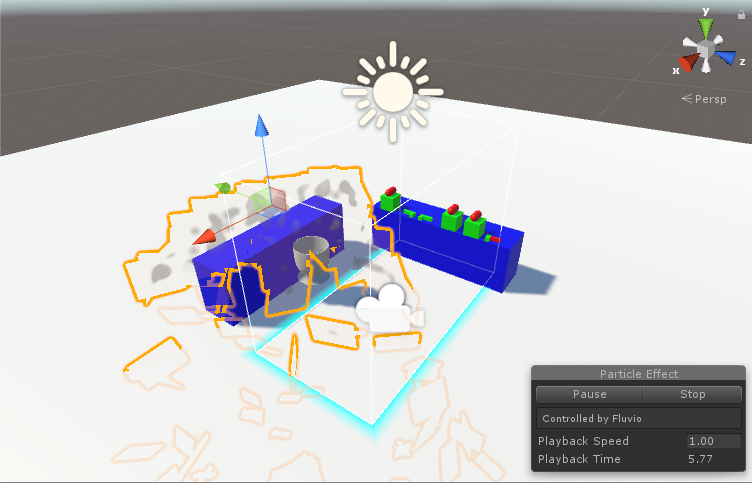 y
x
z
Persp
Particle Effect
Pause Stop
Controlled by Fluvio
Playback Speed 1.00
Playback Time 5.77